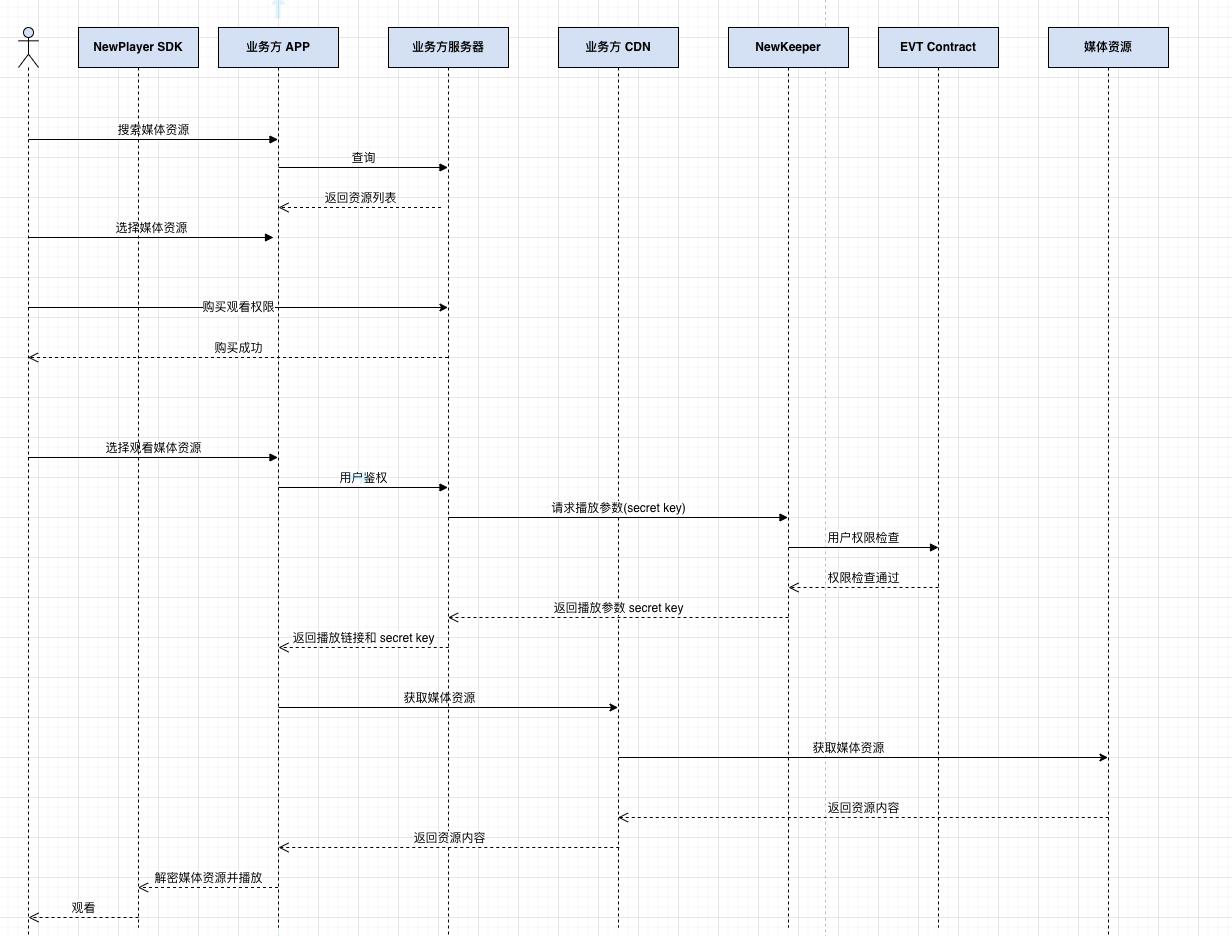 NewPlayer SDK
业务方 APP
业务方服务器
业务方 CDN
NewKeeper
EVT Contract
媒体资源
搜索媒体资源
查询
返回资源列表
选择媒体资源
购买观看权限
购买成功
选择观看媒体资源
用户鉴权
请求播放参数(secret key)
用户权限检查
权限检查通过
返回播放参数 secret key
返回播放链接和 secret key
获取媒体资源
获取媒体资源
返回资源内容
返回资源内容
解密媒体资源并播放
观看